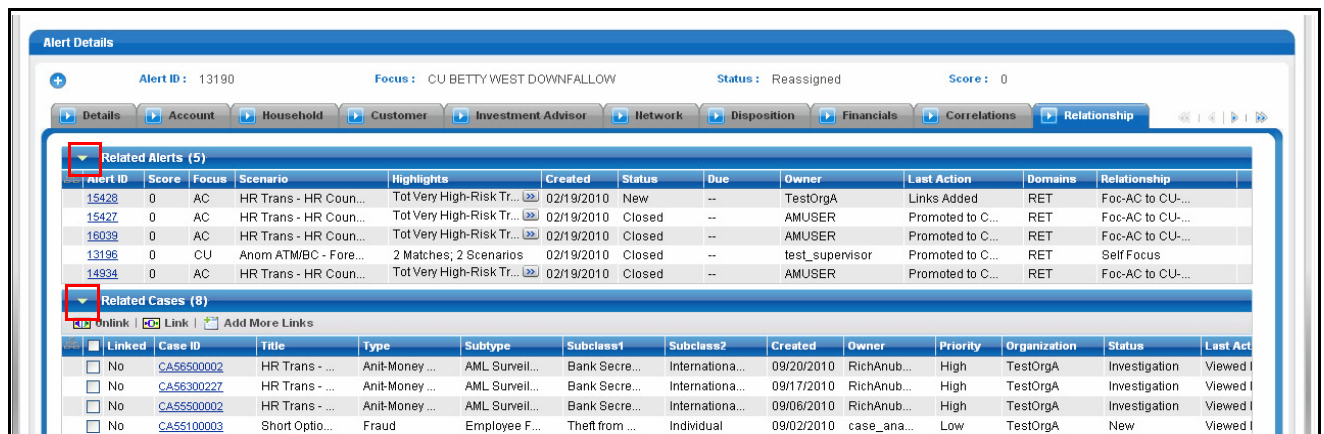 Alert Details
Alert ID : 13190 Focus : CU BETTY WEST DOWNFALLOW Status : Reassigned Score : 0
Details Account Household Customer Investment Advisor Network Disposition Financials Correlations Relationship
Related Alerts (5)
Alert ID Score Focus Scenario Highlights Created Status Due Owner Last Action Domains Relationship
15428 0 AC HR Trans - HR Coun... Tot Very High-Risk Tr... 02/19/2010 New -- TestOrgA Links Added RET Foc-AC to CU-...
15427 0 AC HR Trans - HR Coun... Tot Very High-Risk Tr... 02/19/2010 Closed -- AMUSER Promoted to C... RET Foc-AC to CU-...
16039 0 AC HR Trans - HR Coun... Tot Very High-Risk Tr... 02/19/2010 Closed -- AMUSER Promoted to C... RET Foc-AC to CU-...
13196 0 CU Anom ATM/BC - Fore... 2 Matches; 2 Scenarios 02/19/2010 Closed -- test_supervisor Promoted to C... RET Self Focus
14934 0 AC HR Trans - HR Coun... Tot Very High-Risk Tr... 02/19/2010 Closed -- AMUSER Promoted to C... RET Foc-AC to CU-...
Related Cases (8)
Unlink | Link | Add More Links
Linked Case ID Title Type Subtype Subclass1 Subclass2 Created Owner Priority Organization Status Last Act
No CA56500002 HR Trans - ... Anit-Money ... AML Surveil... Bank Secre... Internationa... 09/20/2010 RichAnub... High TestOrgA Investigation Viewed
No CA56300227 HR Trans - ... Anit-Money ... AML Surveil... Bank Secre... Internationa... 09/17/2010 RichAnub... High TestOrgA Investigation Viewed
No CA55500002 HR Trans - ... Anit-Money ... AML Surveil... Bank Secre... Internationa... 09/06/2010 RichAnub... High TestOrgA Investigation Viewed
No CA55100003 Short Optio... Fraud Employee F... Theft from ... Individual 09/02/2010 case_ana... Low TestOrgA New Viewed